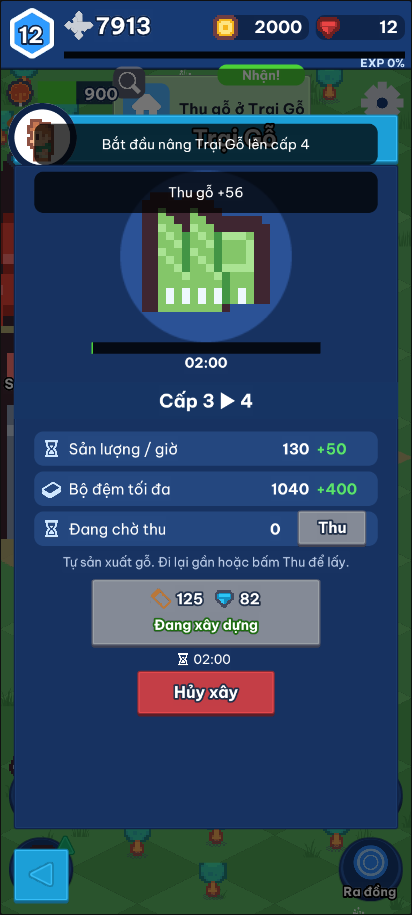 12
7913
2000
12
EXP 0%
Nhận!
900
Thu gỗ ở Trại Gỗ
Trại Gỗ
Bắt đầu nâng Trại Gỗ lên cấp 4
Thu gỗ +56
02:00
Cấp 3 ▶ 4
Sản lượng / giờ 130 +50
Bộ đệm tối đa 1040 +400
Đang chờ thu 0 Thu
Tự sản xuất gỗ. Đi lại gần hoặc bấm Thu để lấy.
125 82
Đang xây dựng
02:00
Hủy xây
Ra đồng